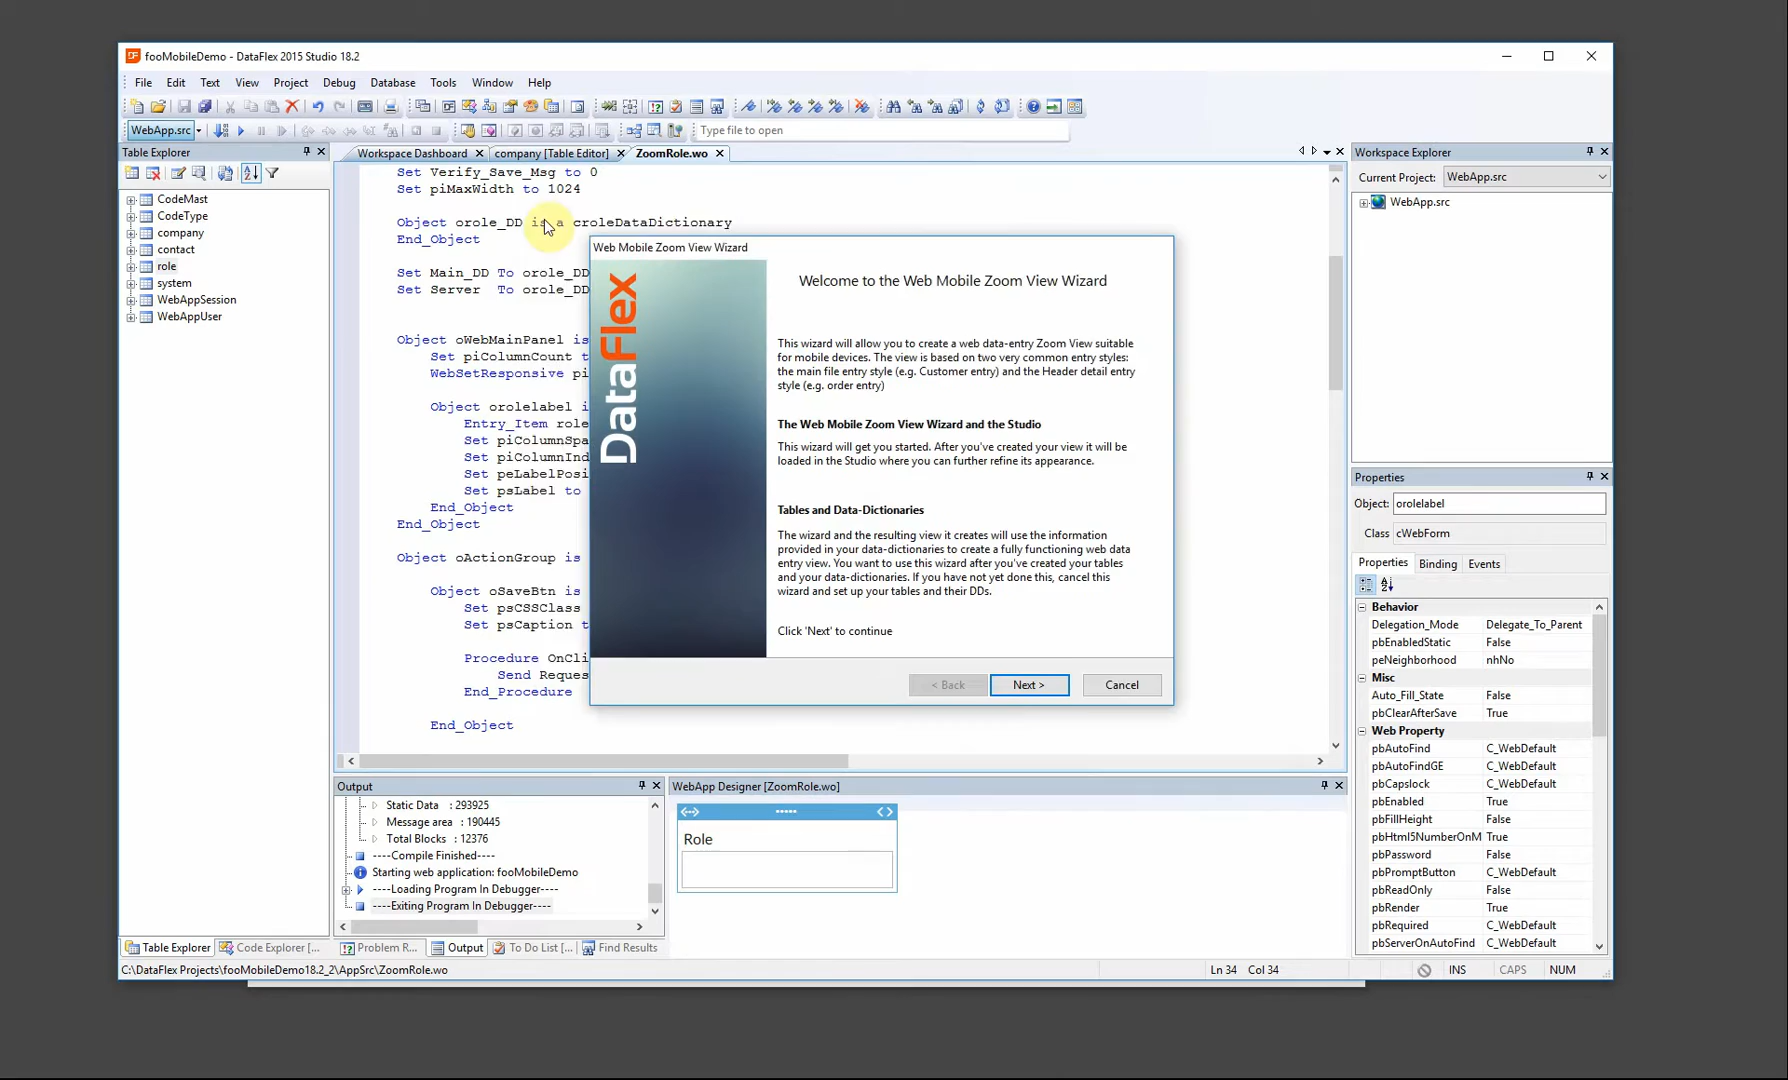 fooMobileDemo - DataFlex 2015 Studio 18.2
File Edit Text View Project Debug Database Tools Window Help
WebApp.src
Type file to open
Table Explorer
CodeMast
CodeType
company
contact
role
system
WebAppSession
WebAppUser
Workspace Dashboard
company [Table Editor]
ZoomRole.wo
Set Verify_Save_Msg to 0
Set piMaxWidth to 1024
Object orole_DD is a croleDataDictionary
End_Object
Set Main_DD To orole_DD
Set Server To orole_DD
Object oWebMainPanel is
Set piColumnCount t
WebSetResponsive pi
Object orolelabel i
Entry_Item role
Set piColumnSpa
Set piColumnInd
Set peLabelPosi
Set psLabel to
End_Object
End_Object
Object oActionGroup is
Object oSaveBtn is
Set psCSSClass
Set psCaption t
Procedure OnCli
Send Reques
End_Procedure
End_Object
Web Mobile Zoom View Wizard
DataFlex
Welcome to the Web Mobile Zoom View Wizard
This wizard will allow you to create a web data-entry Zoom View suitable
for mobile devices. The view is based on two very common entry styles:
the main file entry style (e.g. Customer entry) and the Header detail entry
style (e.g. order entry)
The Web Mobile Zoom View Wizard and the Studio
This wizard will get you started. After you've created your view it will be
loaded in the Studio where you can further refine its appearance.
Tables and Data-Dictionaries
The wizard and the resulting view it creates will use the information
provided in your data-dictionaries to create a fully functioning web data
entry view. You want to use this wizard after you've created your tables
and your data-dictionaries. If you have not yet done this, cancel this
wizard and set up your tables and their DDs.
Click 'Next' to continue
< Back
Next >
Cancel
Workspace Explorer
Current Project: WebApp.src
WebApp.src
Properties
Object: orolelabel
Class cWebForm
Properties Binding Events
Behavior
Delegation_Mode Delegate_To_Parent
pbEnabledStatic False
peNeighborhood nhNo
Misc
Auto_Fill_State False
pbClearAfterSave True
Web Property
pbAutoFind C_WebDefault
pbAutoFindGE C_WebDefault
pbCapslock C_WebDefault
pbEnabled True
pbFillHeight False
pbHtml5NumberOnM True
pbPassword False
pbPromptButton C_WebDefault
pbReadOnly False
pbRender True
pbRequired C_WebDefault
pbServerOnAutoFind C_WebDefault
Output
Static Data : 293925
Message area : 190445
Total Blocks : 12376
----Compile Finished----
Starting web application: fooMobileDemo
----Loading Program In Debugger----
----Exiting Program In Debugger----
WebApp Designer [ZoomRole.wo]
Role
Table Explorer
Code Explorer [...
Problem R...
Output
To Do List [...
Find Results
C:\DataFlex Projects\fooMobileDemo18.2_2\AppSrc\ZoomRole.wo
Ln 34 Col 34
INS CAPS NUM